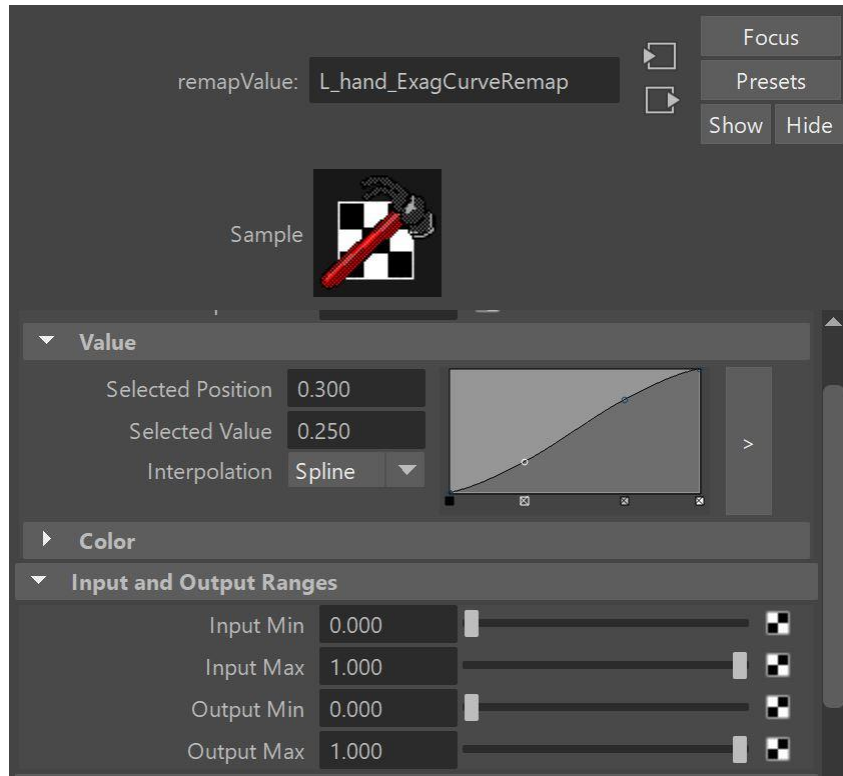 Focus
remapValue: L_hand_ExagCurveRemap
Presets
Show Hide
Sample
Value
Selected Position 0.300
Selected Value 0.250
Interpolation Spline
>
Color
Input and Output Ranges
Input Min 0.000
Input Max 1.000
Output Min 0.000
Output Max 1.000